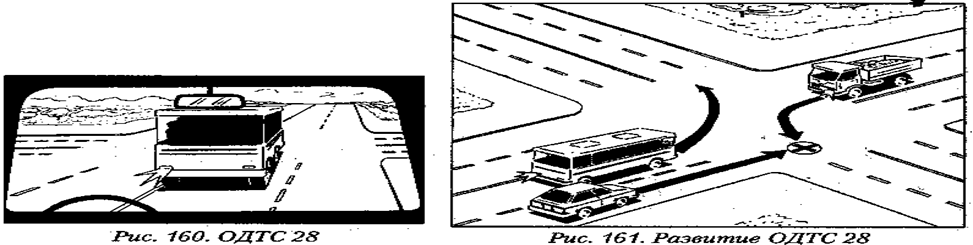 Рис. 160. ОДТС 28
Рис. 161. Развитие ОДТС 28